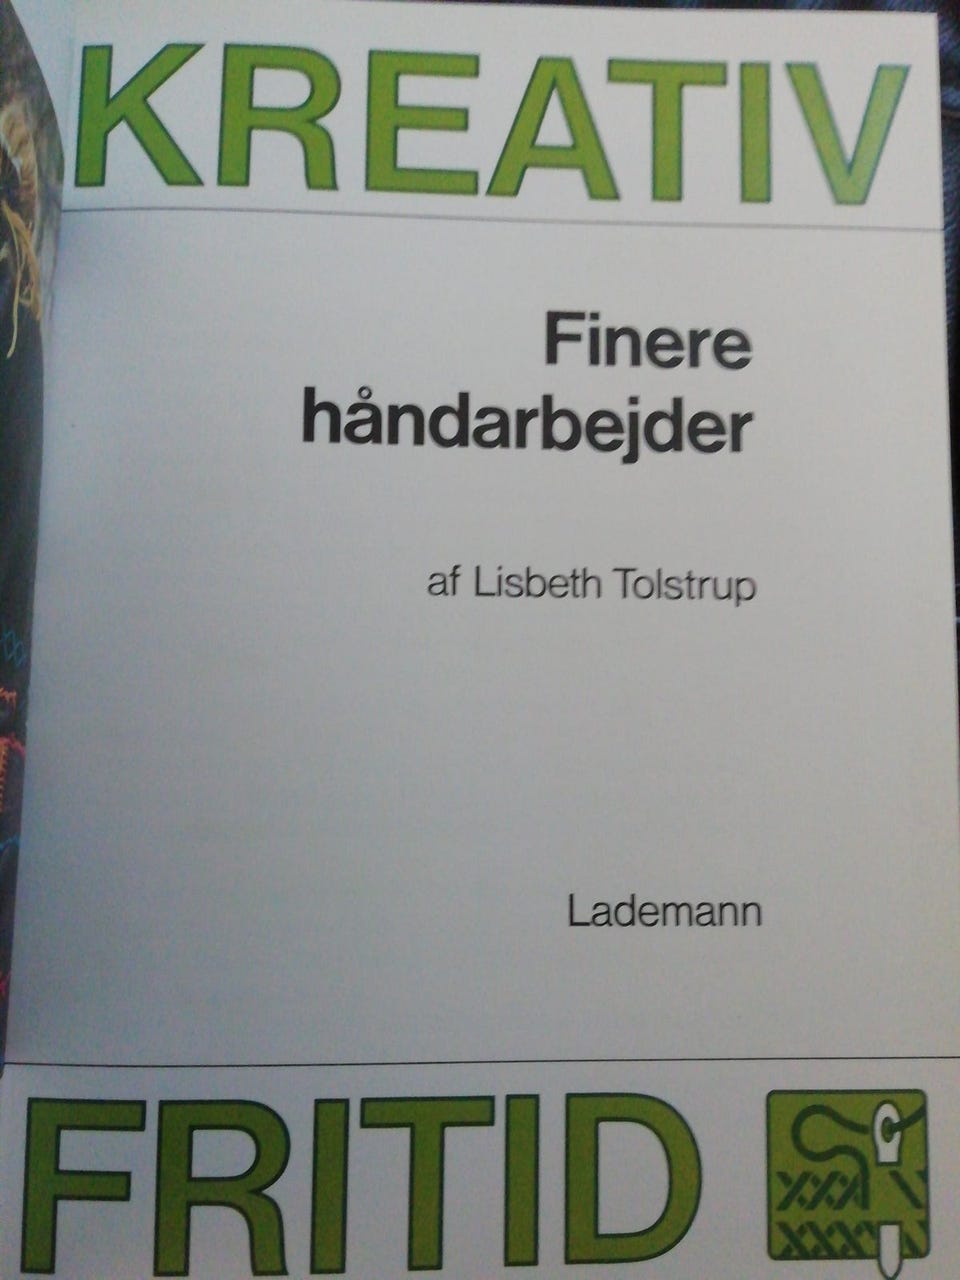 KREATIV
Finere
håndarbejder
af Lisbeth Tolstrup
Lademann
FRITID